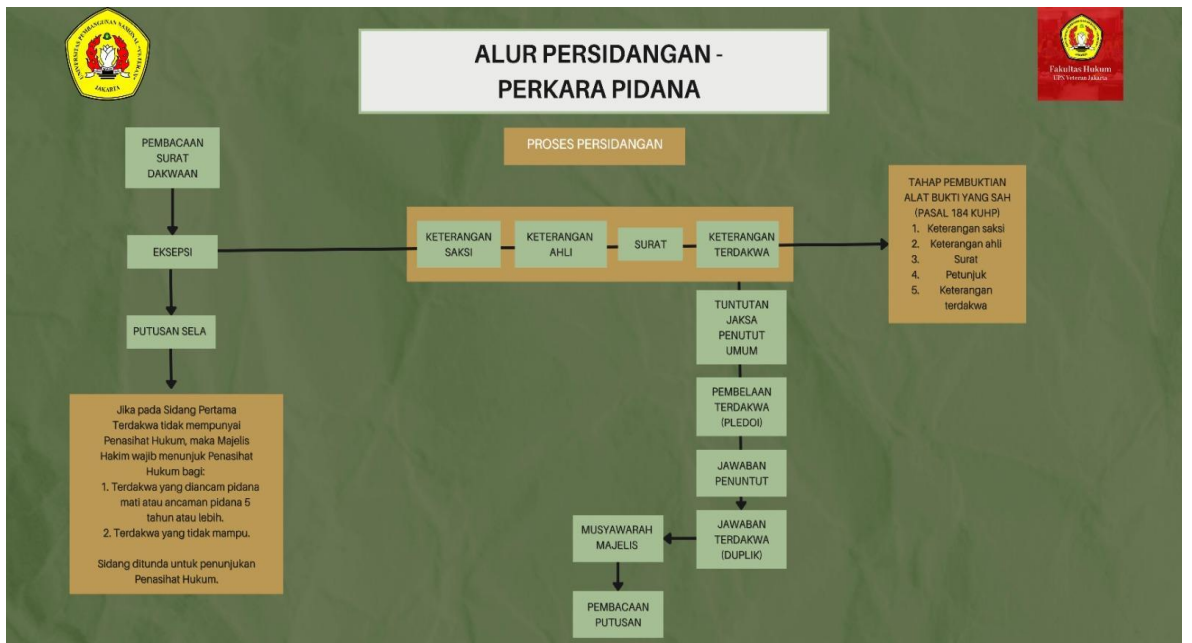 UNIVERSITAS PEMBANGUNAN NASIONAL "VETERAN"
JAKARTA
ALUR PERSIDANGAN -
PERKARA PIDANA
Fakultas Hukum
UPN Veteran Jakarta
PROSES PERSIDANGAN
PEMBACAAN
SURAT
DAKWAAN
EKSEPSI
PUTUSAN SELA
Jika pada Sidang Pertama
Terdakwa tidak mempunyai
Penasihat Hukum, maka Majelis
Hakim wajib menunjuk Penasihat
Hukum bagi:
1. Terdakwa yang diancam pidana
mati atau ancaman pidana 5
tahun atau lebih.
2. Terdakwa yang tidak mampu.
Sidang ditunda untuk penunjukan
Penasihat Hukum.
KETERANGAN
SAKSI
KETERANGAN
AHLI
SURAT
KETERANGAN
TERDAKWA
TAHAP PEMBUKTIAN
ALAT BUKTI YANG SAH
(PASAL 184 KUHP)
1. Keterangan saksi
2. Keterangan ahli
3. Surat
4. Petunjuk
5. Keterangan
terdakwa
TUNTUTAN
JAKSA
PENUTUT
UMUM
PEMBELAAN
TERDAKWA
(PLEDOI)
JAWABAN
PENUNTUT
JAWABAN
TERDAKWA
(DUPLIK)
MUSYAWARAH
MAJELIS
PEMBACAAN
PUTUSAN